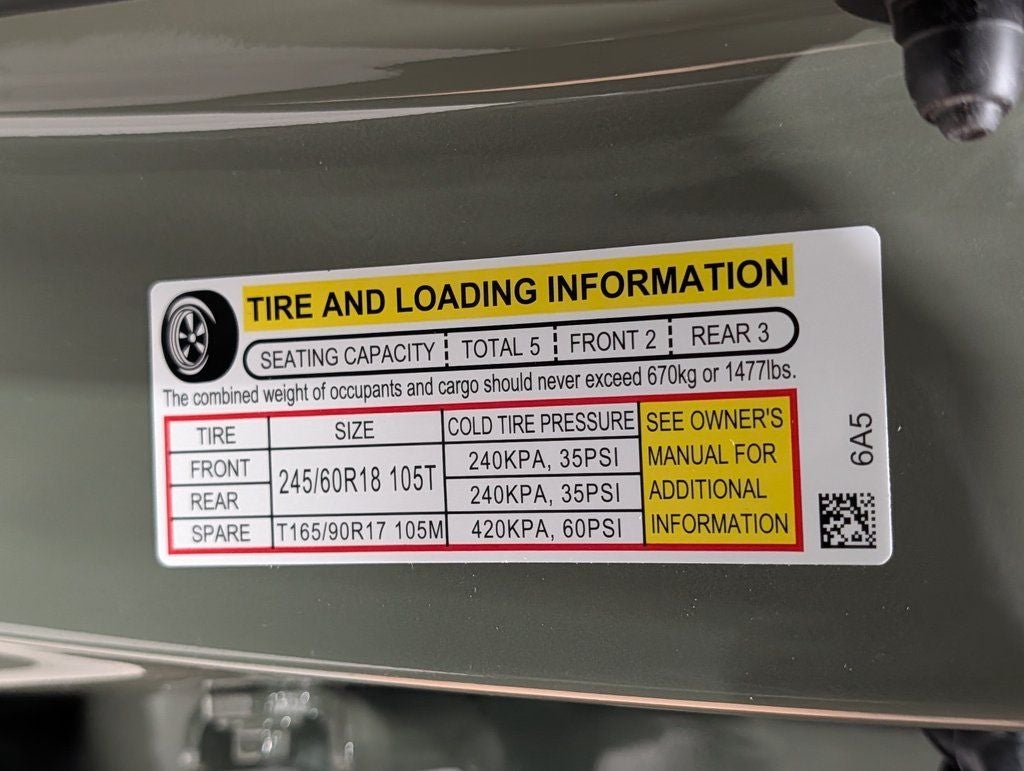 TIRE AND LOADING INFORMATION
SEATING CAPACITY TOTAL 5 FRONT 2 REAR 3
The combined weight of occupants and cargo should never exceed 670kg or 1477lbs.
TIRE SIZE COLD TIRE PRESSURE
FRONT 245/60R18 105T 240KPA, 35PSI
REAR 240KPA, 35PSI
SPARE T165/90R17 105M 420KPA, 60PSI
SEE OWNER'S
MANUAL FOR
ADDITIONAL
INFORMATION
6A5